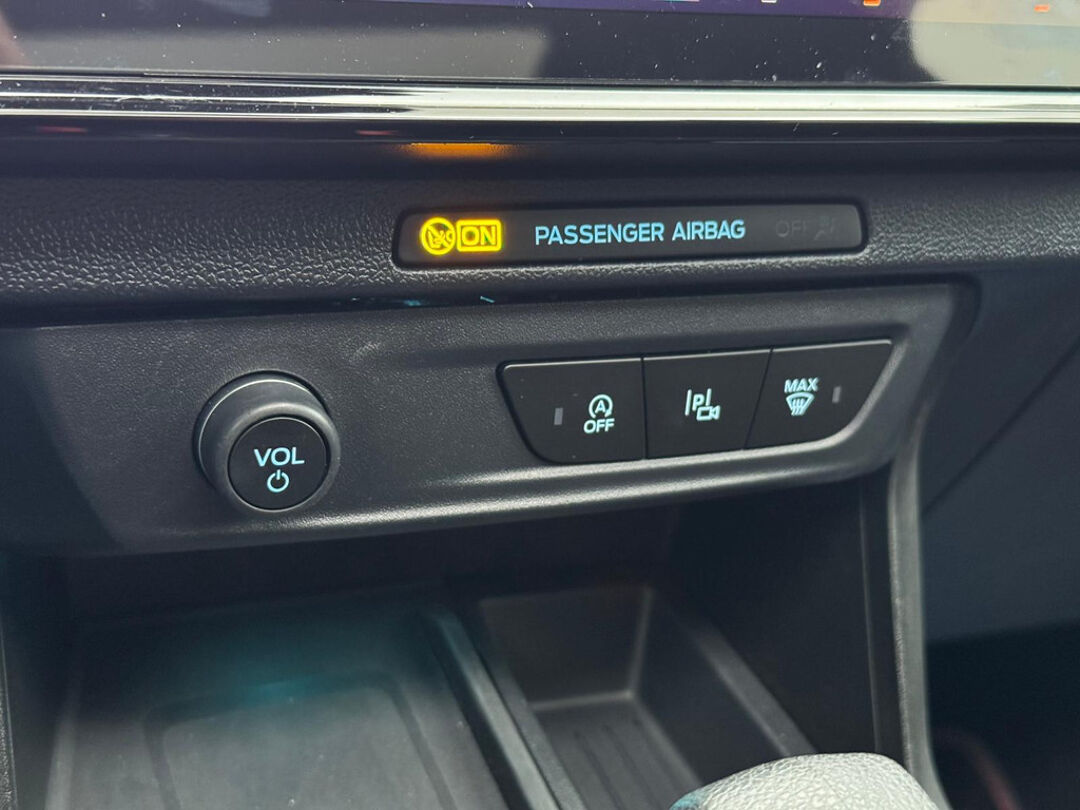 ON PASSENGER AIRBAG OFF
A
OFF
P
MAX
VOL